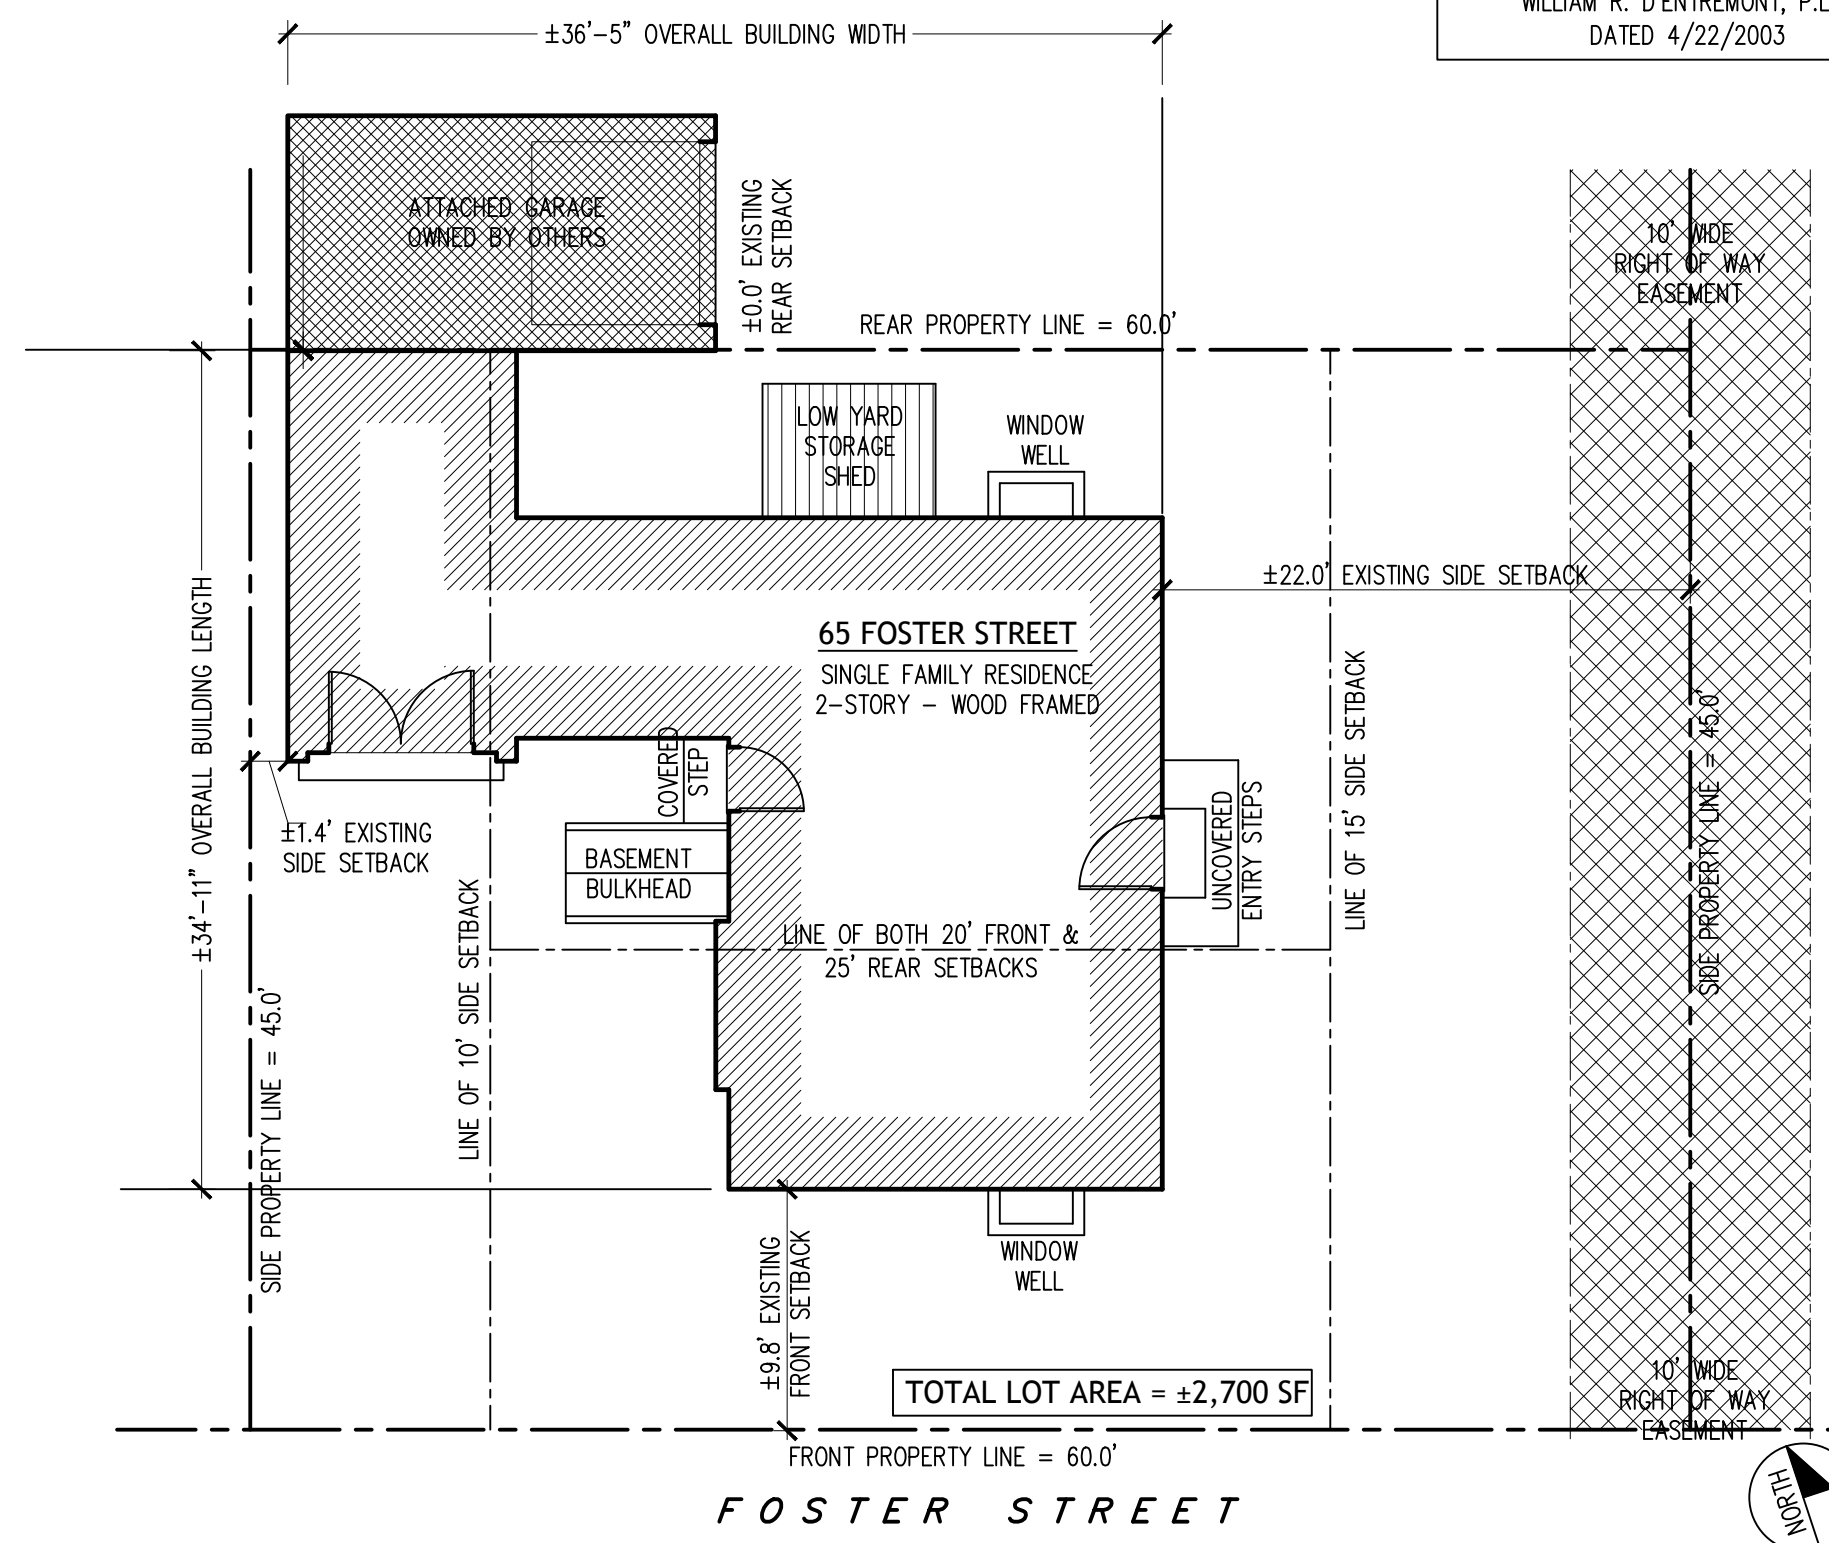 WILLIAM R. D'ENTREMONT, P.L
DATED 4/22/2003
±36'-5" OVERALL BUILDING WIDTH
ATTACHED GARAGE
OWNED BY OTHERS
±0.0' EXISTING
REAR SETBACK
REAR PROPERTY LINE = 60.0'
10' WIDE
RIGHT OF WAY
EASEMENT
LOW YARD
STORAGE
SHED
WINDOW
WELL
±22.0' EXISTING SIDE SETBACK
65 FOSTER STREET
SINGLE FAMILY RESIDENCE
2-STORY - WOOD FRAMED
±34'-11" OVERALL BUILDING LENGTH
COVERED
STEP
LINE OF 15' SIDE SETBACK
SIDE PROPERTY LINE = 45.0'
±1.4' EXISTING
SIDE SETBACK
BASEMENT
BULKHEAD
UNCOVERED
ENTRY STEPS
LINE OF BOTH 20' FRONT &
25' REAR SETBACKS
LINE OF 10' SIDE SETBACK
SIDE PROPERTY LINE = 45.0'
±9.8' EXISTING
FRONT SETBACK
WINDOW
WELL
TOTAL LOT AREA = ±2,700 SF
10' WIDE
RIGHT OF WAY
EASEMENT
FRONT PROPERTY LINE = 60.0'
FOSTER STREET
NORTH